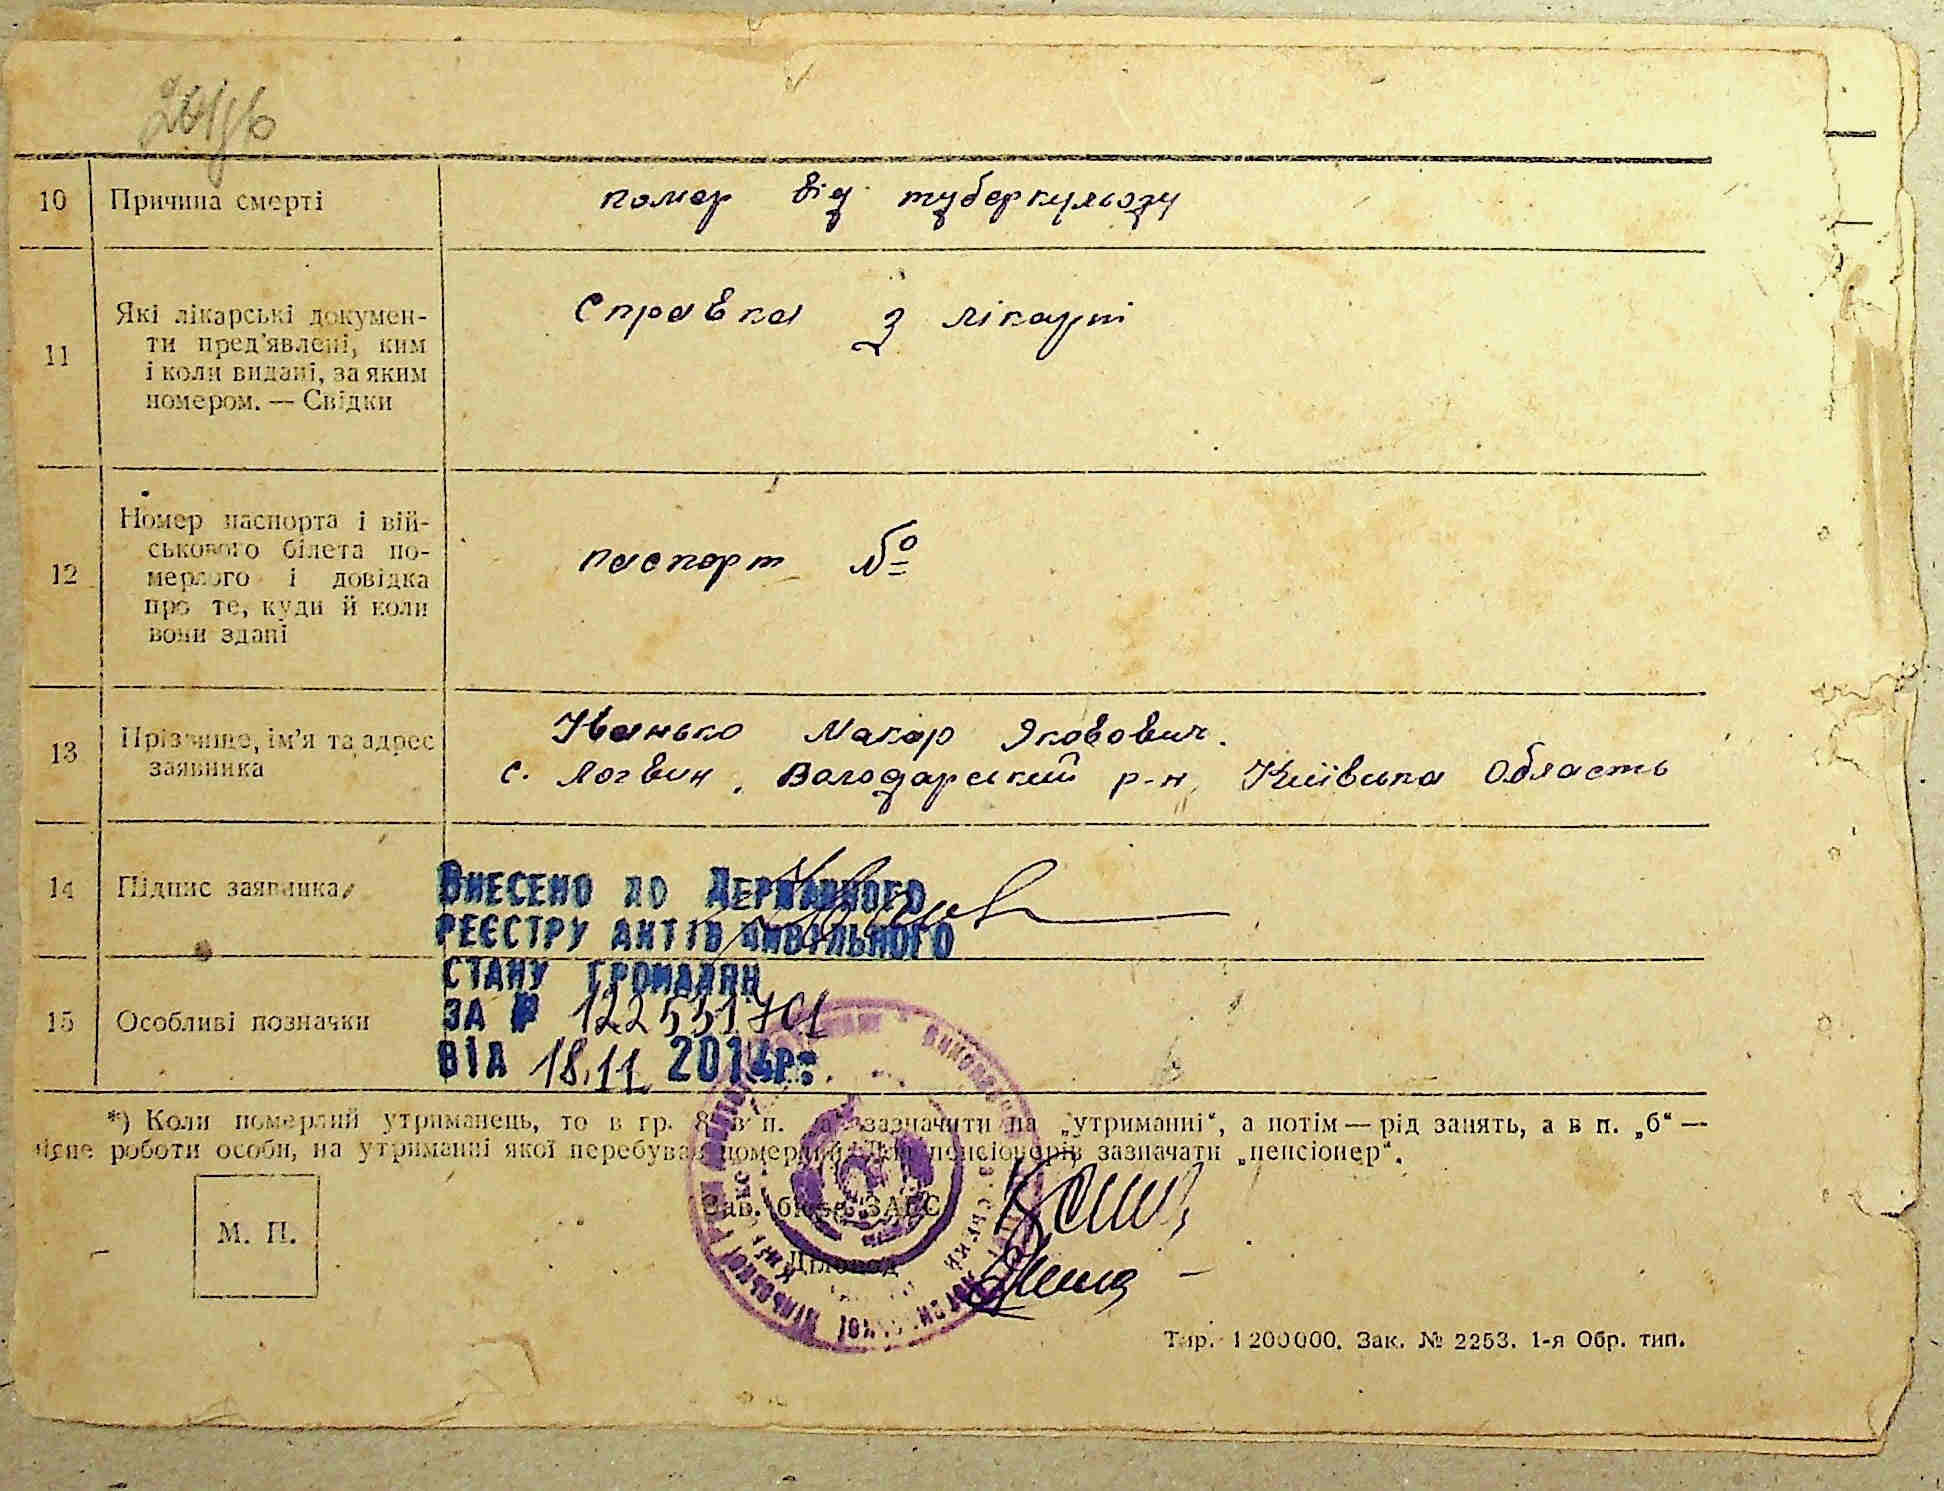 10 Причина смерті помер від туберкульозу
11 Які лікарські докумен-
ти пред'явлені, ким
і коли видані, за яким
номером. — Свідки
Справка з лікарні
12 Номер паспорта і вій-
ськового білета по-
мерлого і довідка
про те, куди й коли
вони здані
паспорт №
13 Прізвище, ім'я та адрес
заявника
Іванько Макар Якович.
с. Логвин, Володарський р-н, Київська Область
14 Підпис заявника
15 Особливі позначки
Внесено до Державного
реєстру актів цивільного
стану громадян
за № 122551701
від 18.11 2014р.
*) Коли померлий утриманець, то в гр. 8 в п. „а“ зазначити на „утриманні“, а потім — рід занять, а в п. „б“ —
місце роботи особи, на утриманні якої перебував померлий. Для пенсіонерів зазначати „пенсіонер“.
М. П.
Зав. бюро ЗАГС
Діловод
Тир. 1 200000. Зак. № 2253. 1-я Обр. тип.